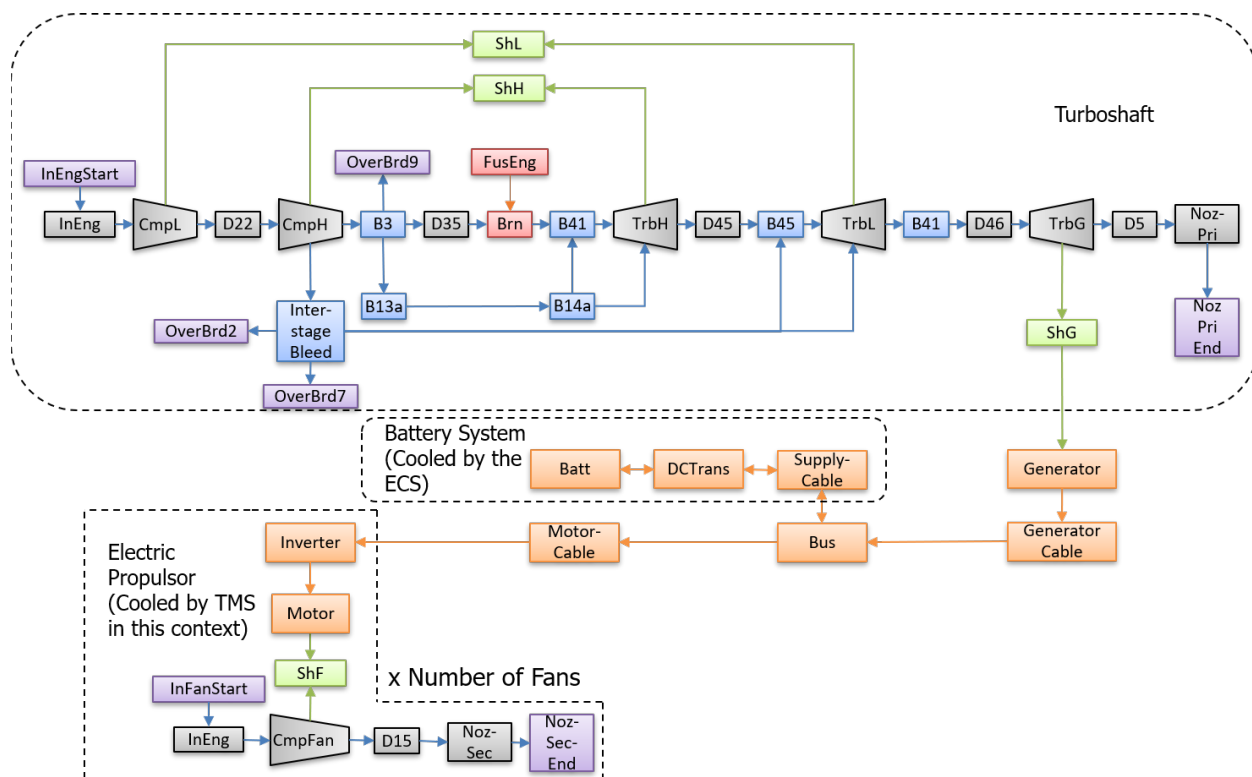 ShL
ShH
Turboshaft
InEngStart
OverBrd9
FusEng
InEng
CmpL
D22
CmpH
B3
D35
Brn
B41
TrbH
D45
B45
TrbL
B41
D46
TrbG
D5
Noz-
Pri
B13a
B14a
Inter-
stage
Bleed
OverBrd2
OverBrd7
ShG
Noz
Pri
End
Battery System
(Cooled by the
ECS)
Batt
DCTrans
Supply-
Cable
Generator
Inverter
Motor-
Cable
Bus
Generator
Cable
Electric
Propulsor
(Cooled by TMS
in this context)
Motor
ShF
x Number of Fans
InFanStart
InEng
CmpFan
D15
Noz-
Sec
Noz-
Sec-
End